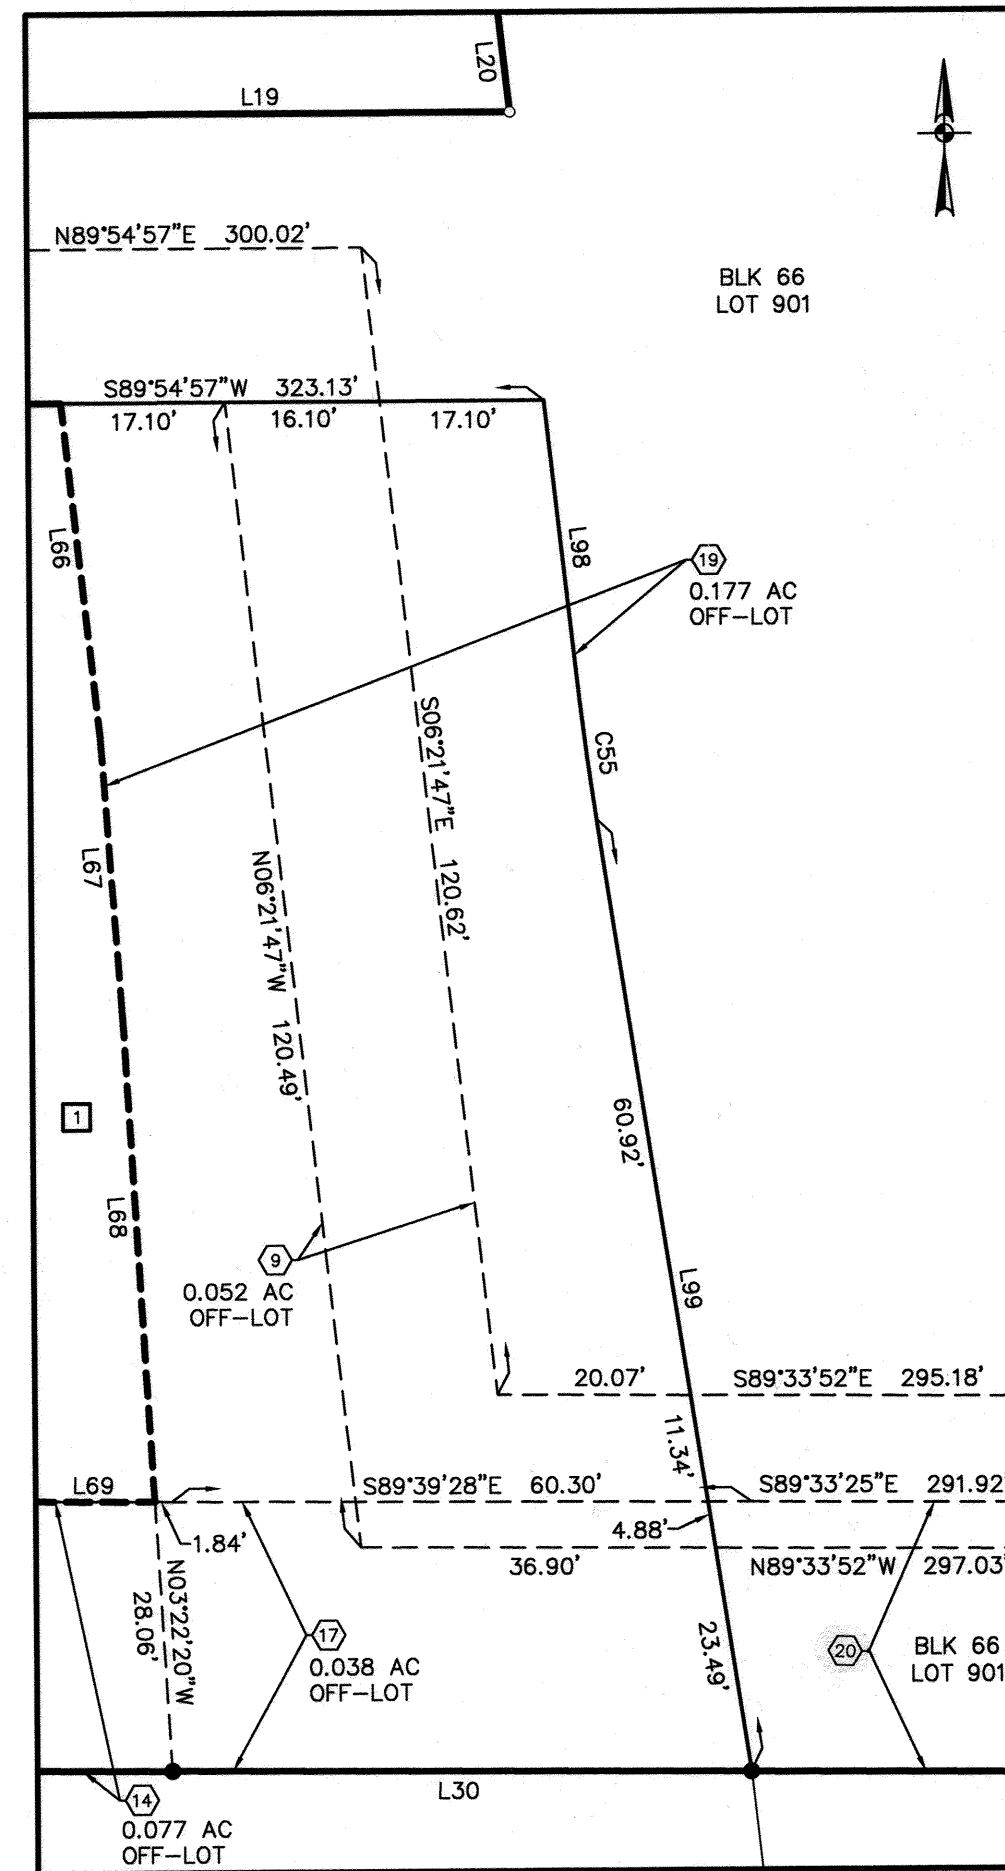 L20
L19
N89°54'57"E 300.02'
BLK 66
LOT 901
S89°54'57"W 323.13'
17.10' 16.10' 17.10'
L66
L98
19
0.177 AC
OFF-LOT
S06°21'47"E 120.62'
C55
L67
N06°21'47"W 120.49'
1
60.92'
L68
9
0.052 AC
OFF-LOT
L99
20.07' S89°33'52"E 295.18'
11.34'
L69 S89°39'28"E 60.30' S89°33'25"E 291.92'
1.84' 4.88'
36.90' N89°33'52"W 297.03'
N03°22'20"W
28.06'
17
0.038 AC
OFF-LOT
23.49'
20
BLK 66
LOT 901
L30
14
0.077 AC
OFF-LOT